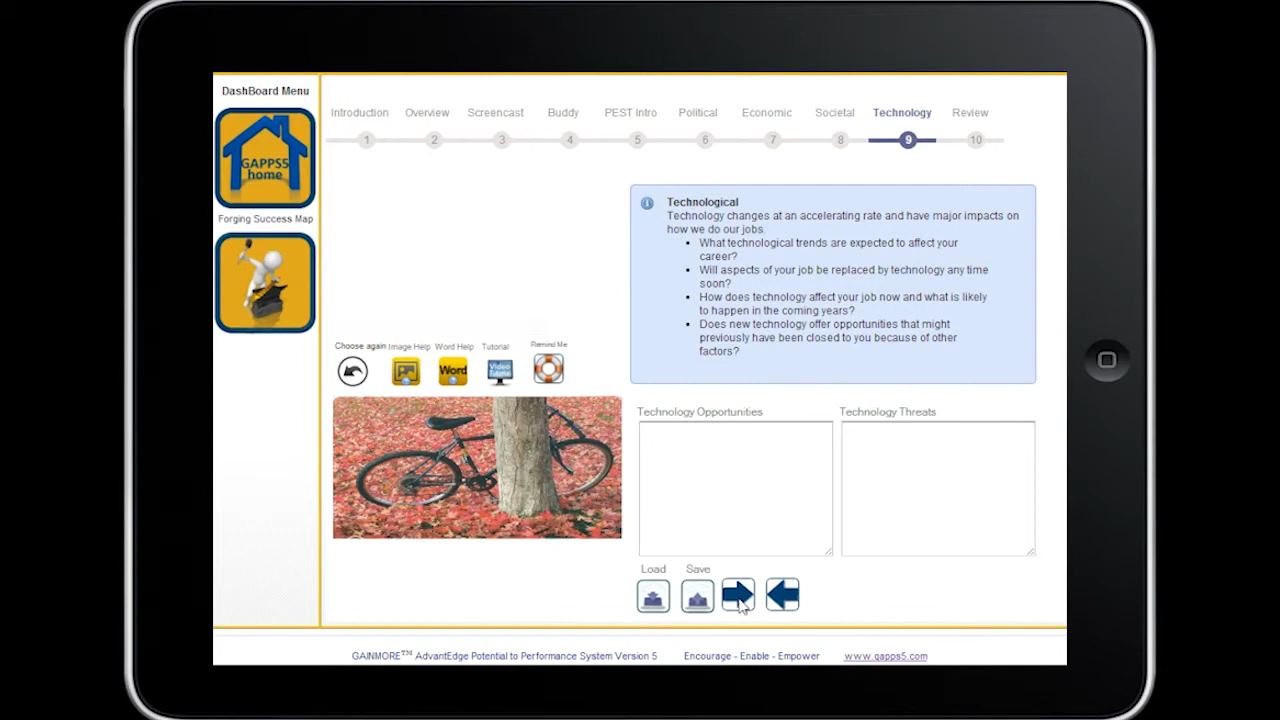 DashBoard Menu
GAPPS5
home
Forging Success Map
Introduction Overview Screencast Buddy PEST Intro Political Economic Societal Technology Review
1 2 3 4 5 6 7 8 9 10
Technological
Technology changes at an accelerating rate and have major impacts on
how we do our jobs.
What technological trends are expected to affect your
career?
Will aspects of your job be replaced by technology any time
soon?
How does technology affect your job now and what is likely
to happen in the coming years?
Does new technology offer opportunities that might
previously have been closed to you because of other
factors?
Choose again Image Help Word Help Tutorial Remind Me
Word
Video
Tutorial
Technology Opportunities Technology Threats
Load Save
GAINMORE™ AdvantEdge Potential to Performance System Version 5 Encourage - Enable - Empower www.gapps5.com